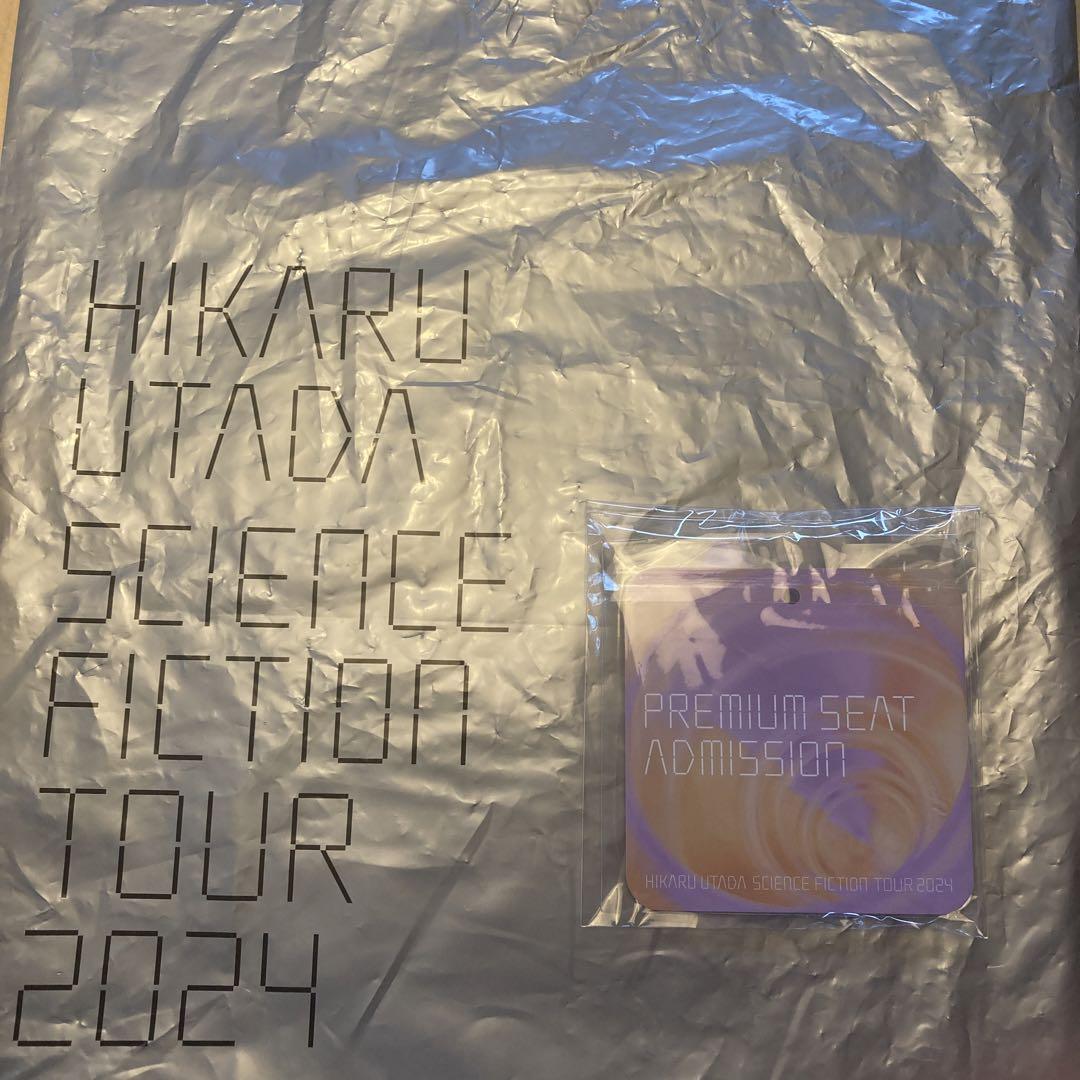 HIKARU
UTADA
SCIENCE
FICTION
TOUR
2024
PREMIUM SEAT
ADMISSION
HIKARU UTADA SCIENCE FICTION TOUR 2024